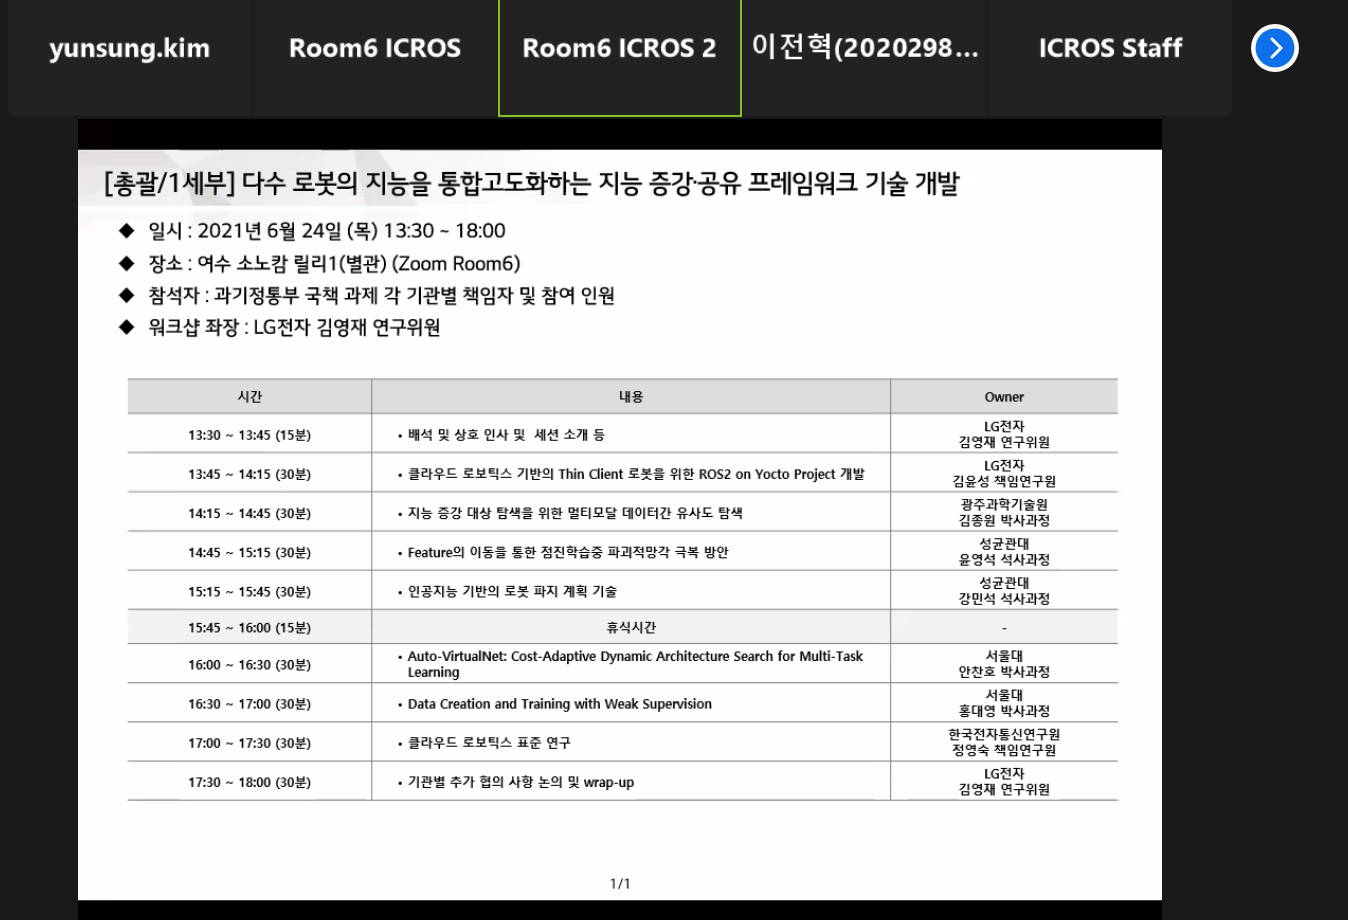 yunsung.kim
Room6 ICROS
Room6 ICROS 2
이전혁(2020298...
ICROS Staff
[총괄/1세부] 다수 로봇의 지능을 통합고도화하는 지능 증강·공유 프레임워크 기술 개발
◆ 일시 : 2021년 6월 24일 (목) 13:30 ~ 18:00
◆ 장소 : 여수 소노캄 릴리1(별관) (Zoom Room6)
◆ 참석자 : 과기정통부 국책 과제 각 기관별 책임자 및 참여 인원
◆ 워크샵 좌장 : LG전자 김영재 연구위원
시간 내용 Owner
13:30 ~ 13:45 (15분) • 배석 및 상호 인사 및 세션 소개 등 LG전자
김영재 연구위원
13:45 ~ 14:15 (30분) • 클라우드 로보틱스 기반의 Thin Client 로봇을 위한 ROS2 on Yocto Project 개발 LG전자
김윤성 책임연구원
14:15 ~ 14:45 (30분) • 지능 증강 대상 탐색을 위한 멀티모달 데이터간 유사도 탐색 광주과학기술원
김종원 박사과정
14:45 ~ 15:15 (30분) • Feature의 이동을 통한 점진학습중 파괴적망각 극복 방안 성균관대
윤영석 석사과정
15:15 ~ 15:45 (30분) • 인공지능 기반의 로봇 파지 계획 기술 성균관대
강민석 석사과정
15:45 ~ 16:00 (15분) 휴식시간 -
16:00 ~ 16:30 (30분) • Auto-VirtualNet: Cost-Adaptive Dynamic Architecture Search for Multi-Task
Learning
서울대
안찬호 박사과정
16:30 ~ 17:00 (30분) • Data Creation and Training with Weak Supervision 서울대
홍대영 박사과정
17:00 ~ 17:30 (30분) • 클라우드 로보틱스 표준 연구 한국전자통신연구원
정영숙 책임연구원
17:30 ~ 18:00 (30분) • 기관별 추가 협의 사항 논의 및 wrap-up LG전자
김영재 연구위원
1/1